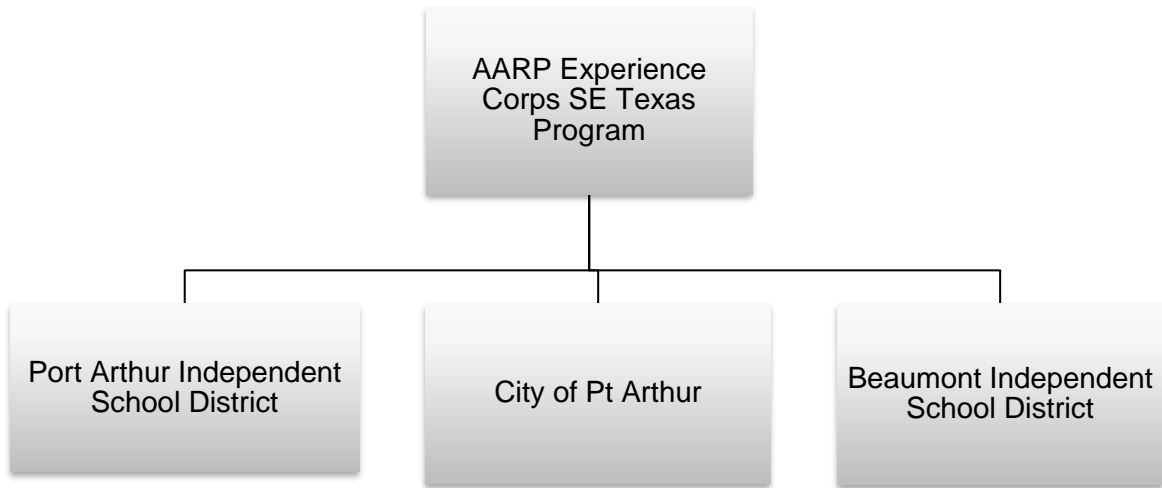 AARP Experience
Corps SE Texas
Program
Port Arthur Independent
School District
City of Pt Arthur
Beaumont Independent
School District